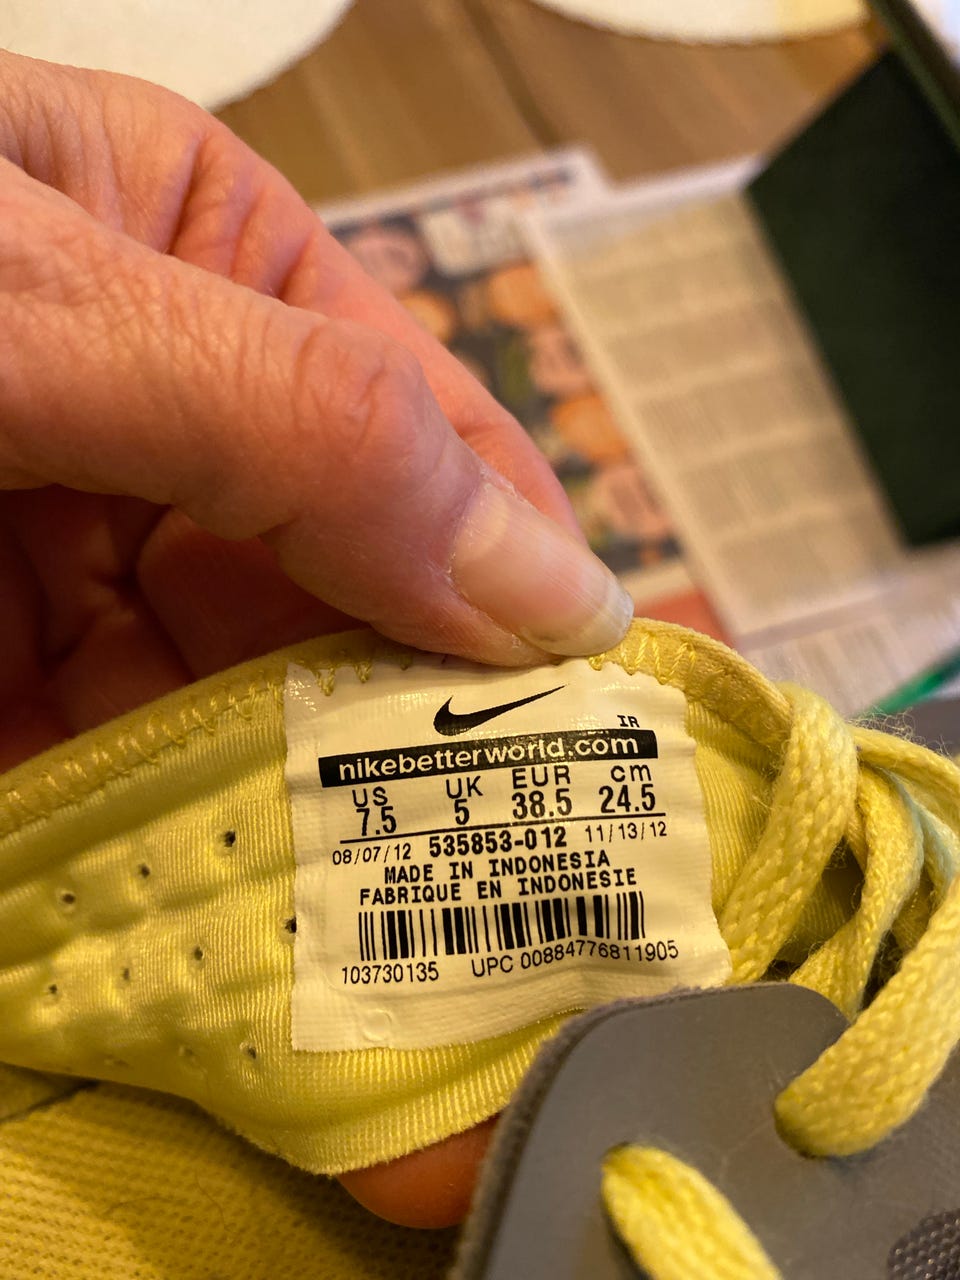 IR
nikebetterworld.com
US UK EUR cm
7.5 5 38.5 24.5
08/07/12 535853-012 11/13/12
MADE IN INDONESIA
FABRIQUE EN INDONESIE
103730135 UPC 00884776811905